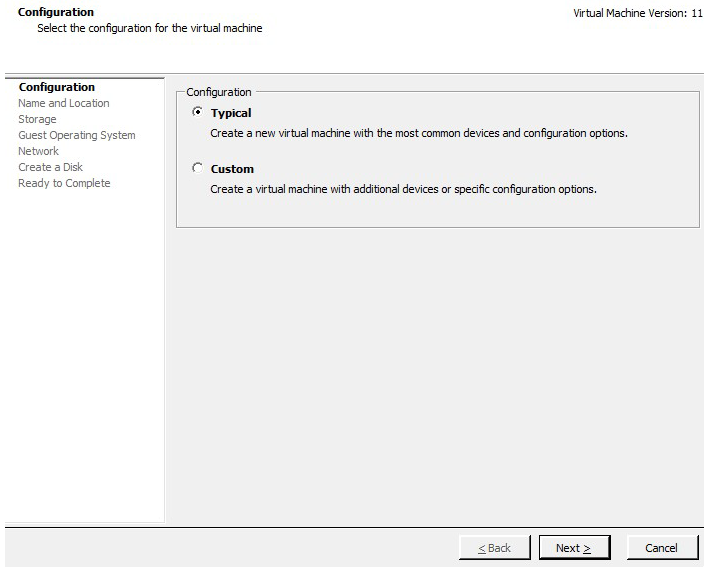 Configuration
Virtual Machine Version: 11
Select the configuration for the virtual machine
Configuration
Name and Location
Storage
Guest Operating System
Network
Create a Disk
Ready to Complete
Configuration
Typical
Create a new virtual machine with the most common devices and configuration options.
Custom
Create a virtual machine with additional devices or specific configuration options.
< Back
Next >
Cancel